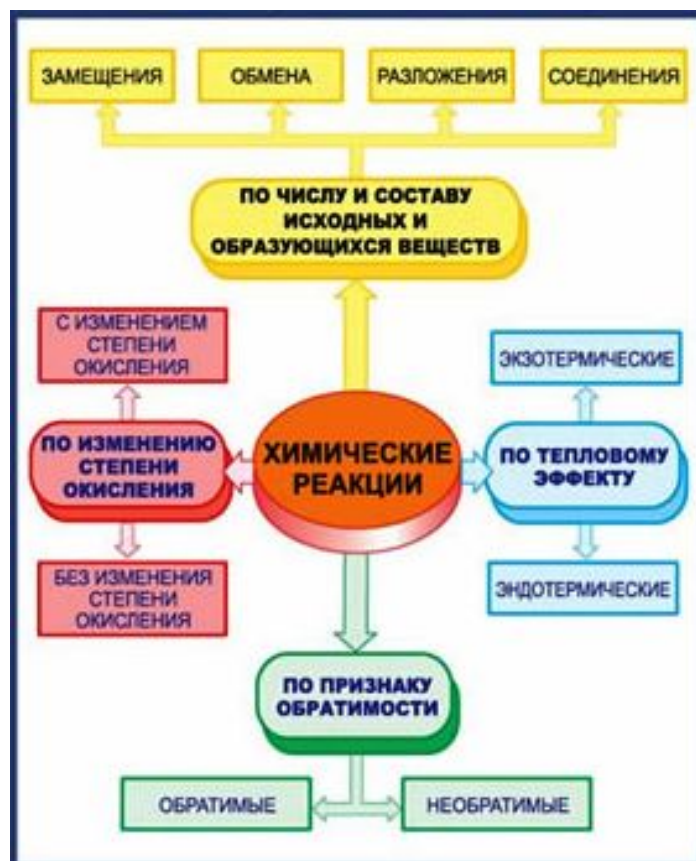 ЗАМЕЩЕНИЯ
ОБМЕНА
РАЗЛОЖЕНИЯ
СОЕДИНЕНИЯ
ПО ЧИСЛУ И СОСТАВУ
ИСХОДНЫХ И
ОБРАЗУЮЩИХСЯ ВЕЩЕСТВ
С ИЗМЕНЕНИЕМ
СТЕПЕНИ
ОКИСЛЕНИЯ
ЭКЗОТЕРМИЧЕСКИЕ
ПО ИЗМЕНЕНИЮ
СТЕПЕНИ
ОКИСЛЕНИЯ
ХИМИЧЕСКИЕ
РЕАКЦИИ
ПО ТЕПЛОВОМУ
ЭФФЕКТУ
БЕЗ ИЗМЕНЕНИЯ
СТЕПЕНИ
ОКИСЛЕНИЯ
ЭНДОТЕРМИЧЕСКИЕ
ПО ПРИЗНАКУ
ОБРАТИМОСТИ
ОБРАТИМЫЕ
НЕОБРАТИМЫЕ